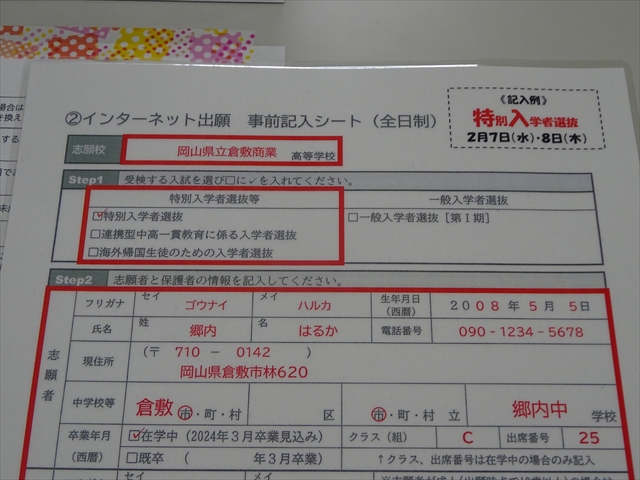 《記入例》
特別入学者選抜
2月7日(水)・8日(木)
②インターネット出願 事前記入シート(全日制)
志願校 岡山県立倉敷商業 高等学校
Step1 受検する入試を選び□に✓を入れてください。
特別入学者選抜等 一般入学者選抜
☑特別入学者選抜 □一般入学者選抜[第Ⅰ期]
□連携型中高一貫教育に係る入学者選抜
□海外帰国生徒のための入学者選抜
Step2 志願者と保護者の情報を記入してください。
志願者
フリガナ セイ ゴウナイ メイ ハルカ 生年月日(西暦) 2008年5月5日
氏名 姓 郷内 名 はるか 電話番号 090-1234-5678
現住所 (〒 710 - 0142 )
岡山県倉敷市林620
中学校等 倉敷 市・町・村 区 市・町・村 立 郷内中 学校
卒業年月(西暦) ☑在学中(2024年3月卒業見込み) クラス(組) C 出席番号 25
□既卒( 年3月卒業) ↑クラス、出席番号は在学中の場合のみ記入
セイ メイ